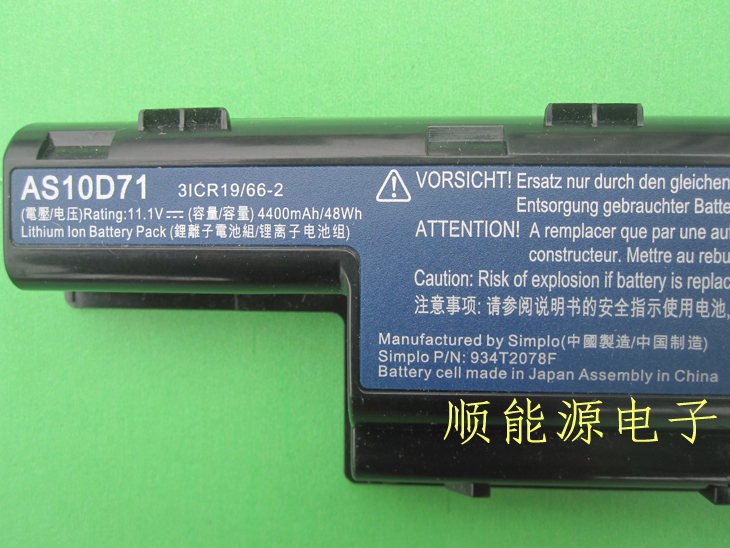 AS10D71 3ICR19/66-2
(電壓/电压)Rating:11.1V⎓ (容量/容量) 4400mAh/48Wh
Lithium Ion Battery Pack (鋰離子電池組/锂离子电池组)
VORSICHT! Ersatz nur durch den gleichen
Entsorgung gebrauchter Batte
ATTENTION! A remplacer que par une aut
constructeur. Mettre au rebu
Caution: Risk of explosion if battery is replac
注意事项: 请参阅说明书的安全指示使用电池,
Manufactured by Simplo(中國製造/中国制造)
Simplo P/N: 934T2078F
Battery cell made in Japan Assembly in China
顺能源电子